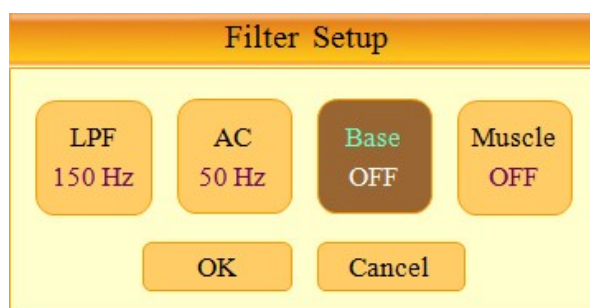 Filter Setup
LPF AC Base Muscle
150 Hz 50 Hz OFF OFF
OK Cancel